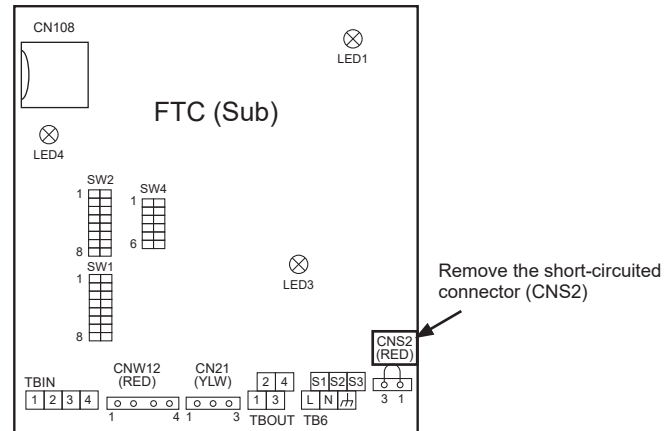 CN108
LED1
FTC (Sub)
LED4
SW2
1
8
SW4
1
6
LED3
SW1
1
8
Remove the short-circuited
connector (CNS2)
CNS2
(RED)
3 1
TBIN
1 2 3 4
CNW12
(RED)
1 4
CN21
(YLW)
1 3
2 4
1 3
TBOUT
S1 S2 S3
L N
TB6